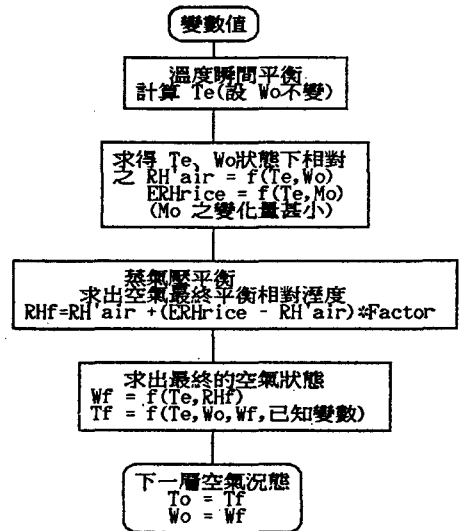 變數值
溫度瞬間平衡
計算 Te(設 Wo不變)
求得 Te、Wo狀態下相對
之 RH'air = f(Te,Wo)
ERHrice = f(Te,Mo)
(Mo 之變化量甚小)
蒸氣壓平衡
求出空氣最終平衡相對溼度
RHf=RH'air +(ERHrice - RH'air)*Factor
求出最終的空氣狀態
Wf = f(Te,RHf)
Tf = f(Te,Wo,Wf,已知變數)
下一層空氣況態
To = Tf
Wo = Wf